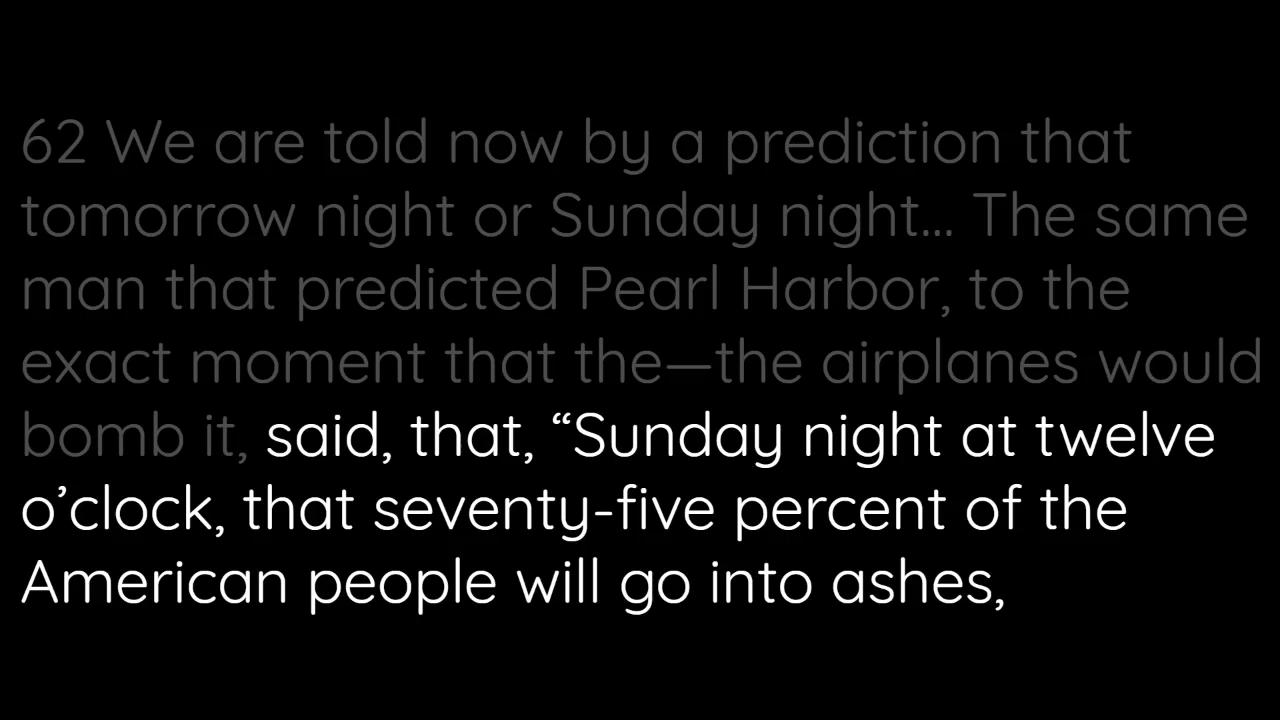 62 We are told now by a prediction that
tomorrow night or Sunday night... The same
man that predicted Pearl Harbor, to the
exact moment that the—the airplanes would
bomb it, said, that, “Sunday night at twelve
o’clock, that seventy-five percent of the
American people will go into ashes,